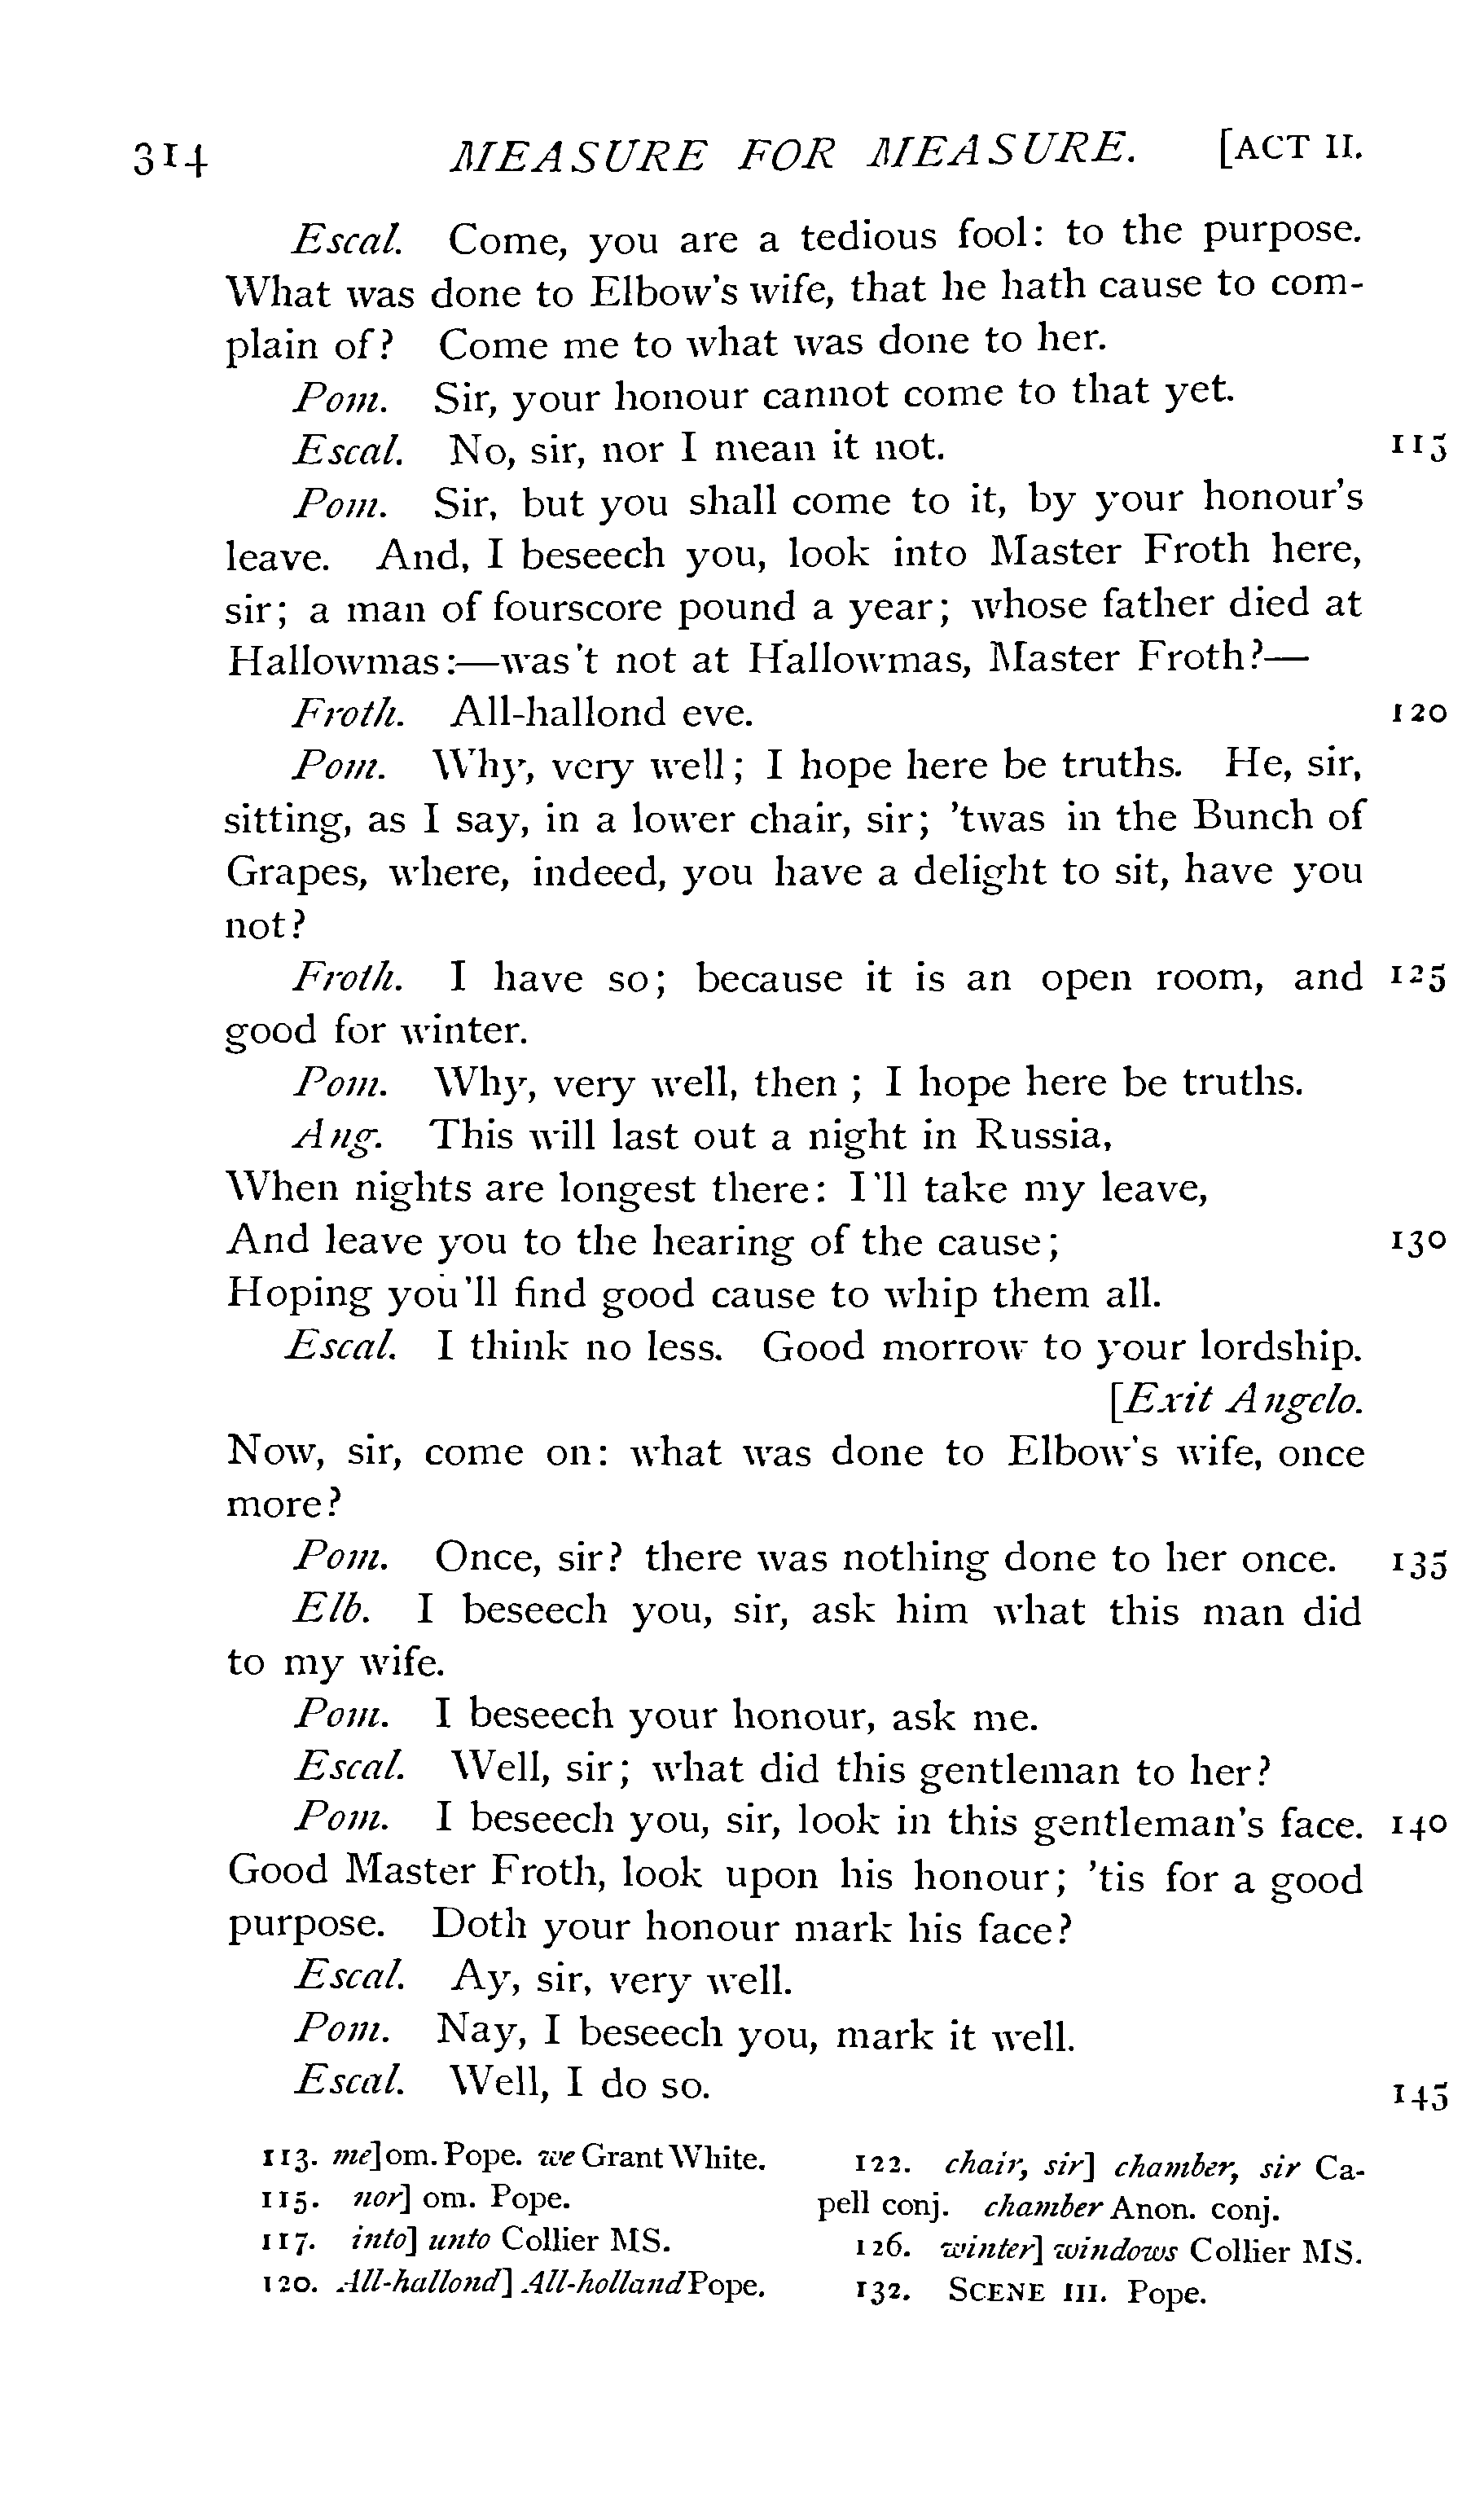 314 MEASURE FOR MEASURE. [ACT II.
Escal. Come, you are a tedious fool: to the purpose.
What was done to Elbow's wife, that he hath cause to com-
plain of? Come me to what was done to her.
Pom. Sir, your honour cannot come to that yet.
Escal. No, sir, nor I mean it not. 115
Pom. Sir, but you shall come to it, by your honour's
leave. And, I beseech you, look into Master Froth here,
sir; a man of fourscore pound a year; whose father died at
Hallowmas:—was't not at Hallowmas, Master Froth?—
Froth. All-hallond eve. 120
Pom. Why, very well; I hope here be truths. He, sir,
sitting, as I say, in a lower chair, sir; 'twas in the Bunch of
Grapes, where, indeed, you have a delight to sit, have you
not?
Froth. I have so; because it is an open room, and 125
good for winter.
Pom. Why, very well, then; I hope here be truths.
Ang. This will last out a night in Russia,
When nights are longest there: I'll take my leave,
And leave you to the hearing of the cause; 130
Hoping you'll find good cause to whip them all.
Escal. I think no less. Good morrow to your lordship.
[Exit Angelo.
Now, sir, come on: what was done to Elbow's wife, once
more?
Pom. Once, sir? there was nothing done to her once. 135
Elb. I beseech you, sir, ask him what this man did
to my wife.
Pom. I beseech your honour, ask me.
Escal. Well, sir; what did this gentleman to her?
Pom. I beseech you, sir, look in this gentleman's face. 140
Good Master Froth, look upon his honour; 'tis for a good
purpose. Doth your honour mark his face?
Escal. Ay, sir, very well.
Pom. Nay, I beseech you, mark it well.
Escal. Well, I do so. 145
113. me] om. Pope. we Grant White.
115. nor] om. Pope.
117. into] unto Collier MS.
120. All-hallond] All-holland Pope.
122. chair, sir] chamber, sir Ca-
pell conj. chamber Anon. conj.
126. winter] windows Collier MS.
132. SCENE III. Pope.